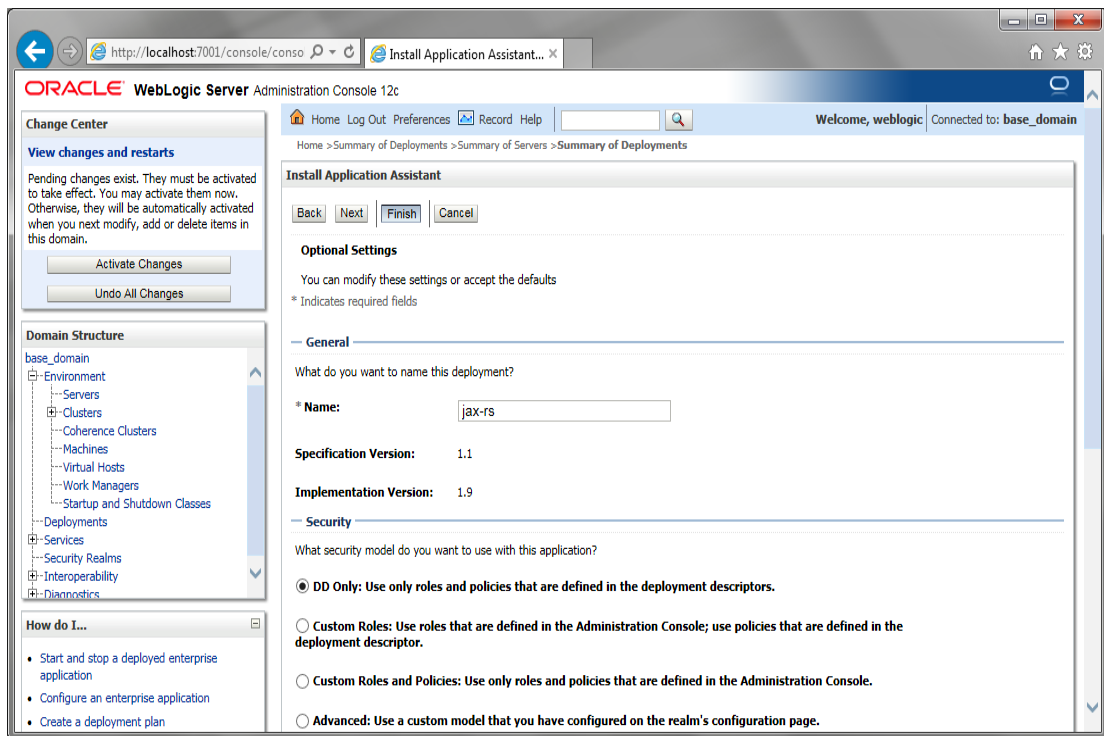 http://localhost:7001/console/conso
Install Application Assistant...
ORACLE WebLogic Server Administration Console 12c
Change Center
View changes and restarts
Pending changes exist. They must be activated
to take effect. You may activate them now.
Otherwise, they will be automatically activated
when you next modify, add or delete items in
this domain.
Activate Changes
Undo All Changes
Domain Structure
base_domain
Environment
Servers
Clusters
Coherence Clusters
Machines
Virtual Hosts
Work Managers
Startup and Shutdown Classes
Deployments
Services
Security Realms
Interoperability
Diagnostics
How do I...
Start and stop a deployed enterprise
application
Configure an enterprise application
Create a deployment plan
Home Log Out Preferences Record Help
Welcome, weblogic Connected to: base_domain
Home >Summary of Deployments >Summary of Servers >Summary of Deployments
Install Application Assistant
Back Next Finish Cancel
Optional Settings
You can modify these settings or accept the defaults
* Indicates required fields
General
What do you want to name this deployment?
* Name: jax-rs
Specification Version: 1.1
Implementation Version: 1.9
Security
What security model do you want to use with this application?
DD Only: Use only roles and policies that are defined in the deployment descriptors.
Custom Roles: Use roles that are defined in the Administration Console; use policies that are defined in the
deployment descriptor.
Custom Roles and Policies: Use only roles and policies that are defined in the Administration Console.
Advanced: Use a custom model that you have configured on the realm's configuration page.